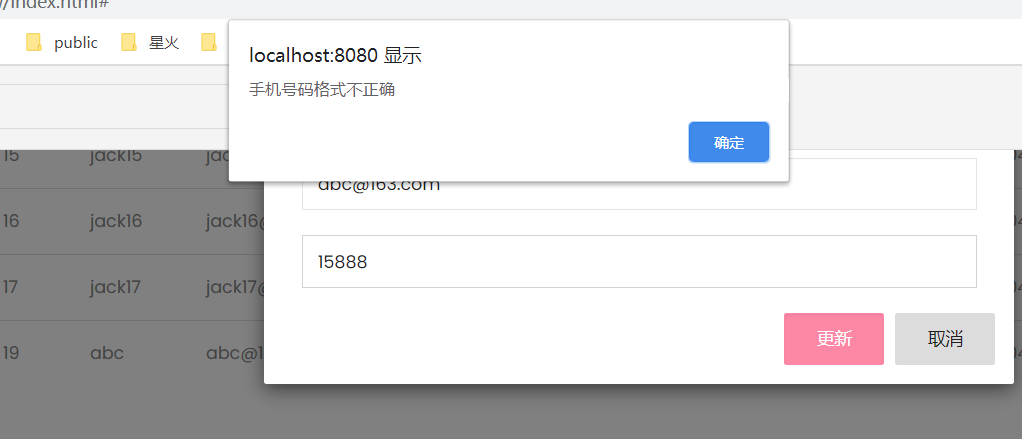 //index.html#
public
星火
localhost:8080 显示
手机号码格式不正确
确定
15
jack15
abc@163.com
16
jack16
jack16@
15888
17
jack17
jack17@
更新
取消
19
abc
abc@1